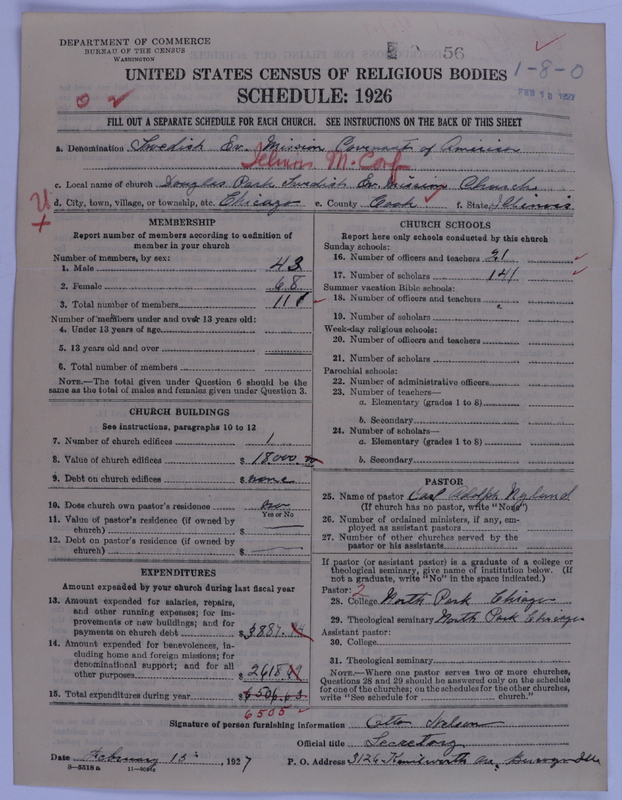 DEPARTMENT OF COMMERCE
BUREAU OF THE CENSUS
WASHINGTON
56
UNITED STATES CENSUS OF RELIGIOUS BODIES
1-8-0
SCHEDULE: 1926
FEB 18 1927
FILL OUT A SEPARATE SCHEDULE FOR EACH CHURCH. SEE INSTRUCTIONS ON THE BACK OF THIS SHEET
a. Denomination Swedish Ev. Mission Covenant of America
c. Local name of church Douglas Park Swedish Ev. Mission Church
d. City, town, village, or township, etc. Chicago e. County Cook f. State Illinois
MEMBERSHIP
Report number of members according to definition of
member in your church
Number of members, by sex:
1. Male 43
2. Female 68
3. Total number of members 111
Number of members under and over 13 years old:
4. Under 13 years of age
5. 13 years old and over
6. Total number of members
NOTE.—The total given under Question 6 should be the
same as the total of males and females given under Question 3.
CHURCH BUILDINGS
See instructions, paragraphs 10 to 12
7. Number of church edifices 1
8. Value of church edifices $18000
9. Debt on church edifices $none
10. Does church own pastor's residence no
Yes or No
11. Value of pastor's residence (if owned by
church) $
12. Debt on pastor's residence (if owned by
church) $
EXPENDITURES
Amount expended by your church during last fiscal year
13. Amount expended for salaries, repairs,
and other running expenses; for im-
provements or new buildings; and for
payments on church debt $3887.
14. Amount expended for benevolences, in-
cluding home and foreign missions; for
denominational support; and for all
other purposes 2618
15. Total expenditures during year $6506.63
6505
CHURCH SCHOOLS
Report here only schools conducted by this church
Sunday schools:
16. Number of officers and teachers 21
17. Number of scholars 141
Summer vacation Bible schools:
18. Number of officers and teachers
19. Number of scholars
Week-day religious schools:
20. Number of officers and teachers
21. Number of scholars
Parochial schools:
22. Number of administrative officers
23. Number of teachers—
a. Elementary (grades 1 to 8)
b. Secondary
24. Number of scholars—
a. Elementary (grades 1 to 8)
b. Secondary
PASTOR
25. Name of pastor Carl Adolph Nylund
(If church has no pastor, write "None")
26. Number of ordained ministers, if any, em-
ployed as assistant pastors
27. Number of other churches served by the
pastor or his assistants
If pastor (or assistant pastor) is a graduate of a college or
theological seminary, give name of institution below. (If
not a graduate, write "No" in the space indicated.)
Pastor: 2
28. College North Park Chicago
29. Theological seminary North Park Chicago
Assistant pastor:
30. College
31. Theological seminary
NOTE.—Where one pastor serves two or more churches,
Questions 28 and 29 should be answered only on the schedule
for one of the churches; on the schedules for the other churches,
write "See schedule for church."
Signature of person furnishing information Otto Nelson
Official title Secretary
Date February 13, 1927 P. O. Address 3126 Kenilworth Ave, Berwyn Ills
8-5518 a 11-